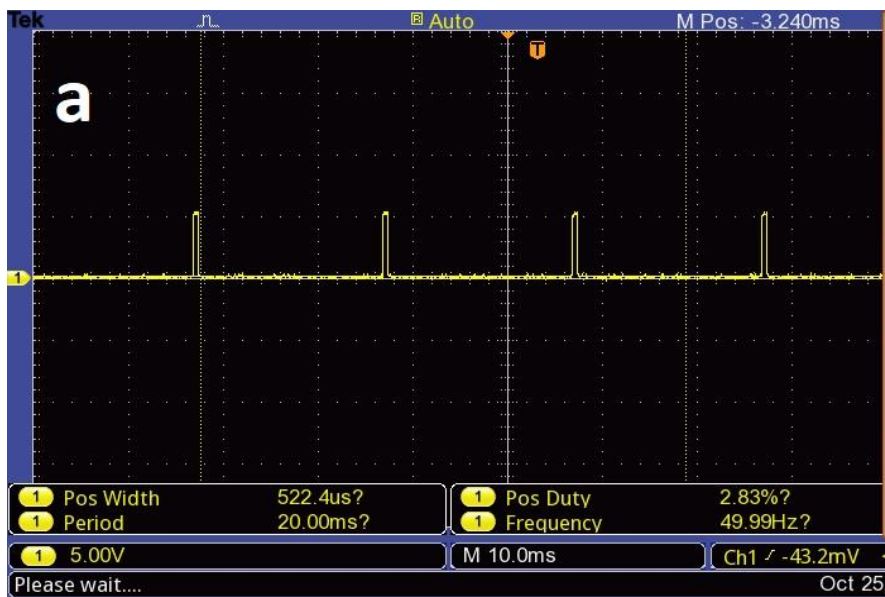 Tek Auto M Pos: -3.240ms
T
a
1
1 Pos Width 522.4us? 1 Pos Duty 2.83%?
1 Period 20.00ms? 1 Frequency 49.99Hz?
1 5.00V M 10.0ms Ch1 -43.2mV
Please wait.... Oct 25